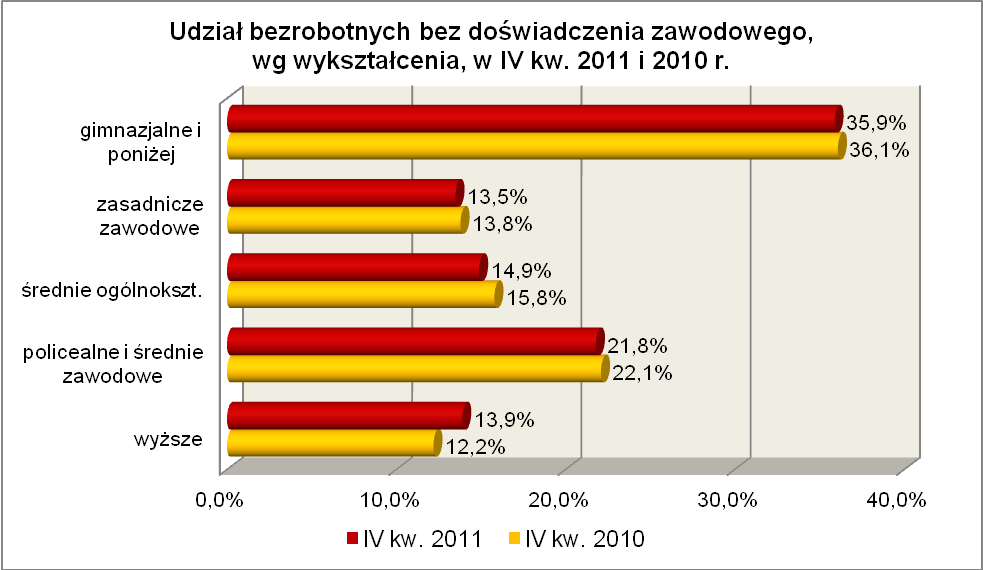 Udział bezrobotnych bez doświadczenia zawodowego,
wg wykształcenia, w IV kw. 2011 i 2010 r.
gimnazjalne i
poniżej
35,9%
36,1%
zasadnicze
zawodowe
13,5%
13,8%
średnie ogólnokszt.
14,9%
15,8%
policealne i średnie
zawodowe
21,8%
22,1%
wyższe
13,9%
12,2%
0,0% 10,0% 20,0% 30,0% 40,0%
IV kw. 2011 IV kw. 2010